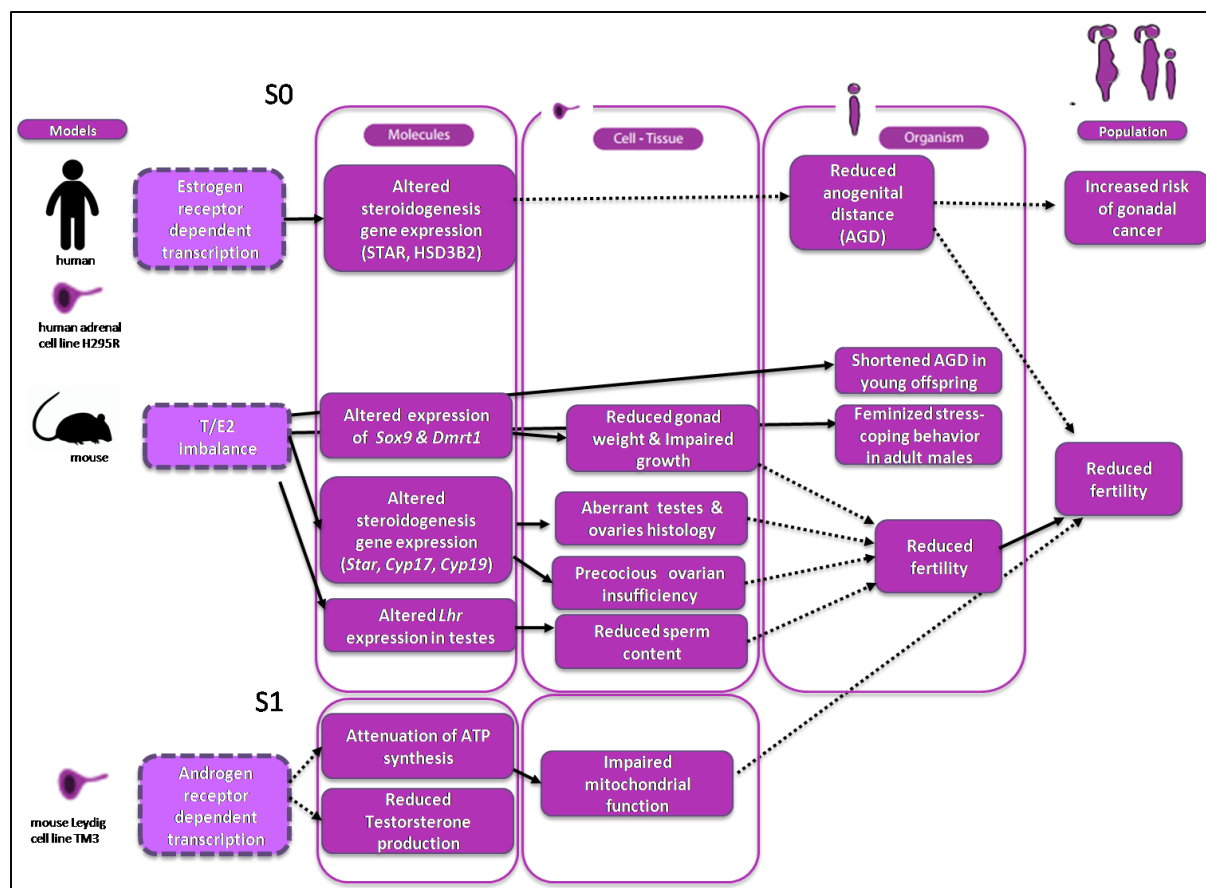 S0
Models
Molecules
Cell - Tissue
Organism
Population
human
Estrogen
receptor
dependent
transcription
Altered
steroidogenesis
gene expression
(STAR, HSD3B2)
Reduced
anogenital
distance
(AGD)
Increased risk
of gonadal
cancer
human adrenal
cell line H295R
mouse
T/E2
imbalance
Altered expression
of Sox9 & Dmrt1
Reduced gonad
weight & Impaired
growth
Shortened AGD in
young offspring
Feminized stress-
coping behavior
in adult males
Altered
steroidogenesis
gene expression
(Star, Cyp17, Cyp19)
Aberrant testes &
ovaries histology
Precocious ovarian
insufficiency
Reduced
fertility
Reduced
fertility
Altered Lhr
expression in testes
Reduced sperm
content
S1
mouse Leydig
cell line TM3
Androgen
receptor
dependent
transcription
Attenuation of ATP
synthesis
Reduced
Testorsterone
production
Impaired
mitochondrial
function